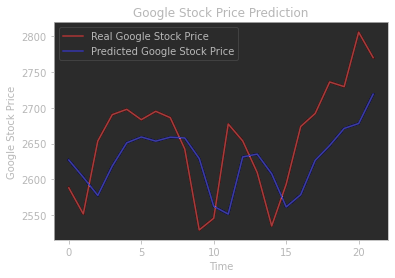 Google Stock Price Prediction
Real Google Stock Price
Predicted Google Stock Price
Google Stock Price
2800
2750
2700
2650
2600
2550
0 5 10 15 20
Time